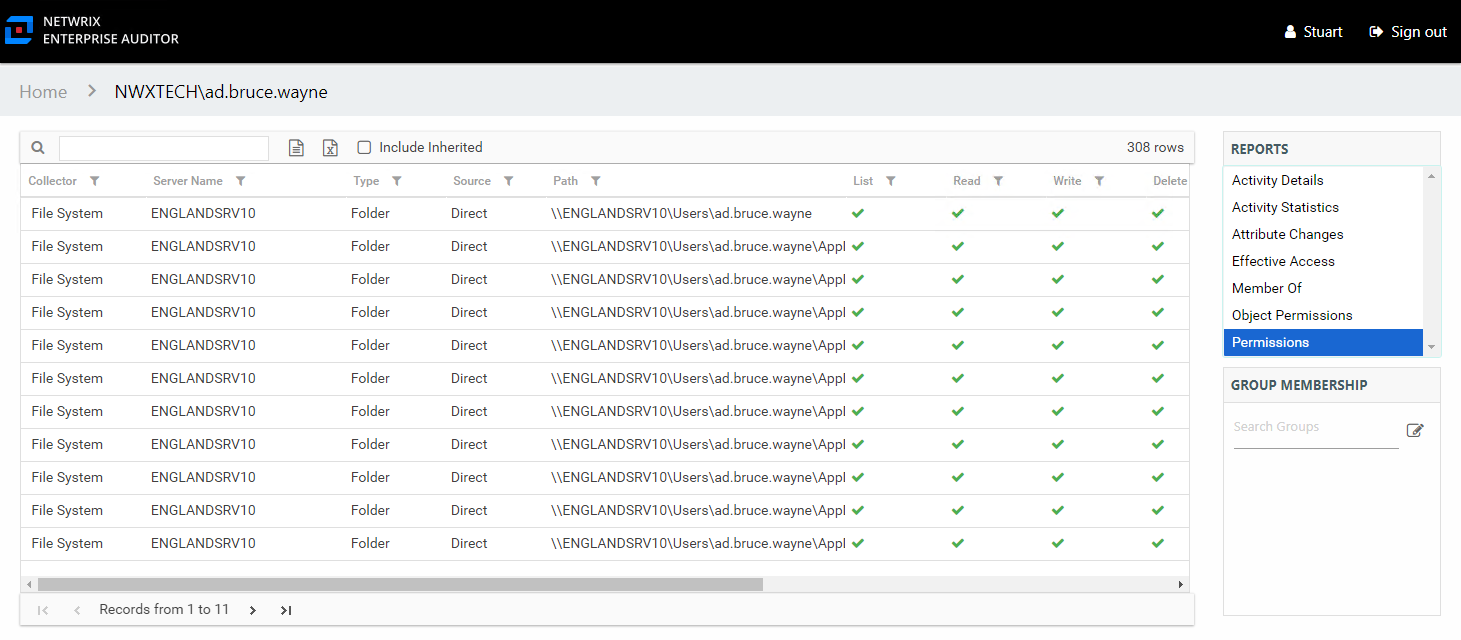 NETWRIX
ENTERPRISE AUDITOR
Stuart
Sign out
Home > NWXTECH\ad.bruce.wayne
Include Inherited
308 rows
Collector Server Name Type Source Path List Read Write Delete
File System ENGLANDSRV10 Folder Direct \\ENGLANDSRV10\Users\ad.bruce.wayne
File System ENGLANDSRV10 Folder Direct \\ENGLANDSRV10\Users\ad.bruce.wayne\Appl
File System ENGLANDSRV10 Folder Direct \\ENGLANDSRV10\Users\ad.bruce.wayne\Appl
File System ENGLANDSRV10 Folder Direct \\ENGLANDSRV10\Users\ad.bruce.wayne\Appl
File System ENGLANDSRV10 Folder Direct \\ENGLANDSRV10\Users\ad.bruce.wayne\Appl
File System ENGLANDSRV10 Folder Direct \\ENGLANDSRV10\Users\ad.bruce.wayne\Appl
File System ENGLANDSRV10 Folder Direct \\ENGLANDSRV10\Users\ad.bruce.wayne\Appl
File System ENGLANDSRV10 Folder Direct \\ENGLANDSRV10\Users\ad.bruce.wayne\Appl
File System ENGLANDSRV10 Folder Direct \\ENGLANDSRV10\Users\ad.bruce.wayne\Appl
File System ENGLANDSRV10 Folder Direct \\ENGLANDSRV10\Users\ad.bruce.wayne\Appl
File System ENGLANDSRV10 Folder Direct \\ENGLANDSRV10\Users\ad.bruce.wayne\Appl
Records from 1 to 11
REPORTS
Activity Details
Activity Statistics
Attribute Changes
Effective Access
Member Of
Object Permissions
Permissions
GROUP MEMBERSHIP
Search Groups